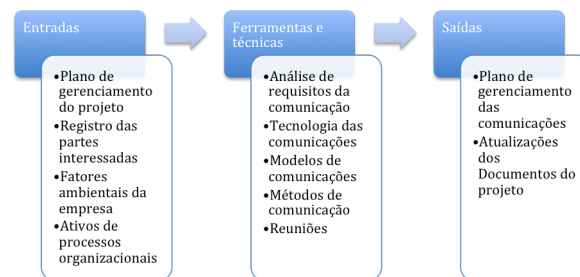 Entradas
•Plano de
gerenciamento
do projeto
•Registro das
partes
interessadas
•Fatores
ambientais da
empresa
•Ativos de
processos
organizacionais
Ferramentas e
técnicas
•Análise de
requisitos da
comunicação
•Tecnologia das
comunicações
•Modelos de
comunicações
•Métodos de
comunicação
•Reuniões
Saídas
•Plano de
gerenciamento
das
comunicações
•Atualizações
dos
Documentos do
projeto